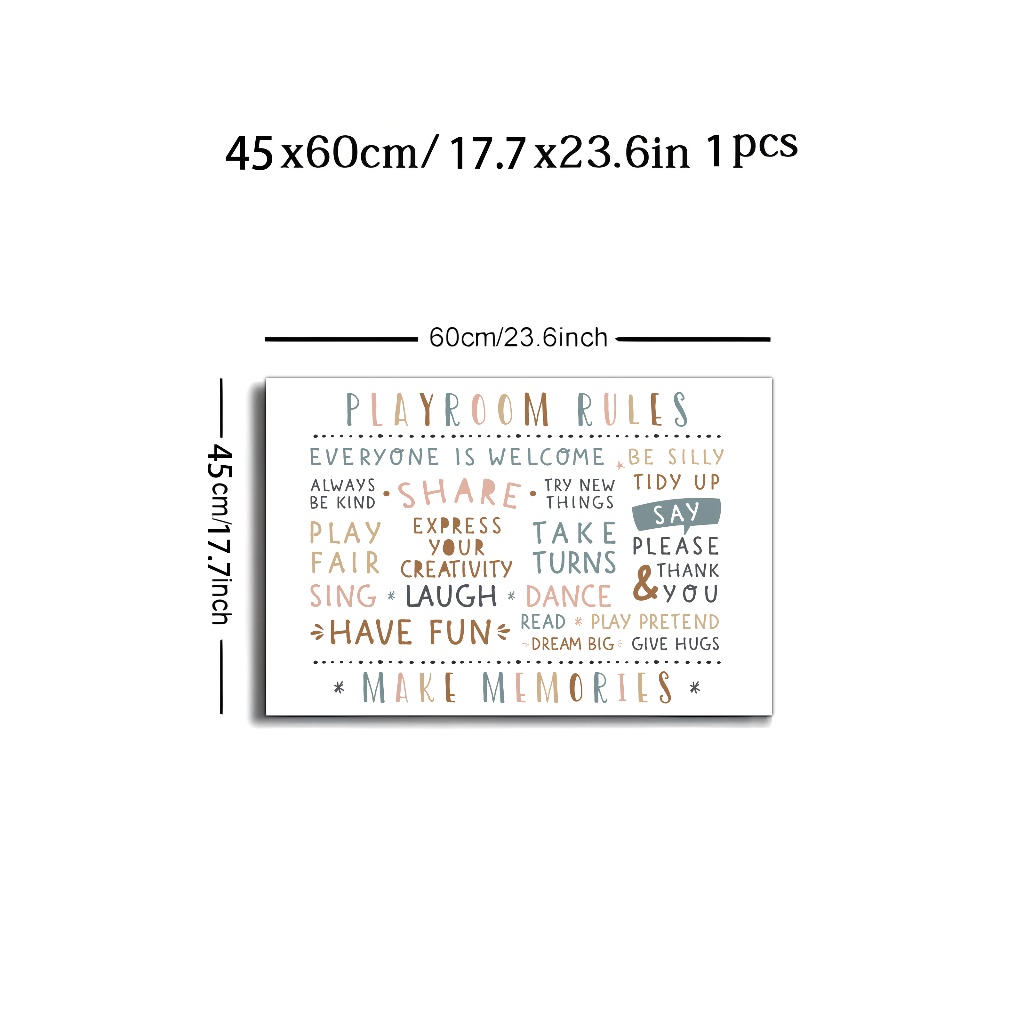 45x60cm/ 17.7x23.6in 1pcs
60cm/23.6inch
45cm/17.7inch
PLAYROOM RULES
EVERYONE IS WELCOME
BE SILLY
ALWAYS
BE KIND
SHARE
TRY NEW
THINGS
TIDY UP
PLAY
FAIR
EXPRESS
YOUR
CREATIVITY
TAKE
TURNS
SAY
PLEASE
& THANK
YOU
SING * LAUGH * DANCE
HAVE FUN
READ * PLAY PRETEND
DREAM BIG
GIVE HUGS
* MAKE MEMORIES *